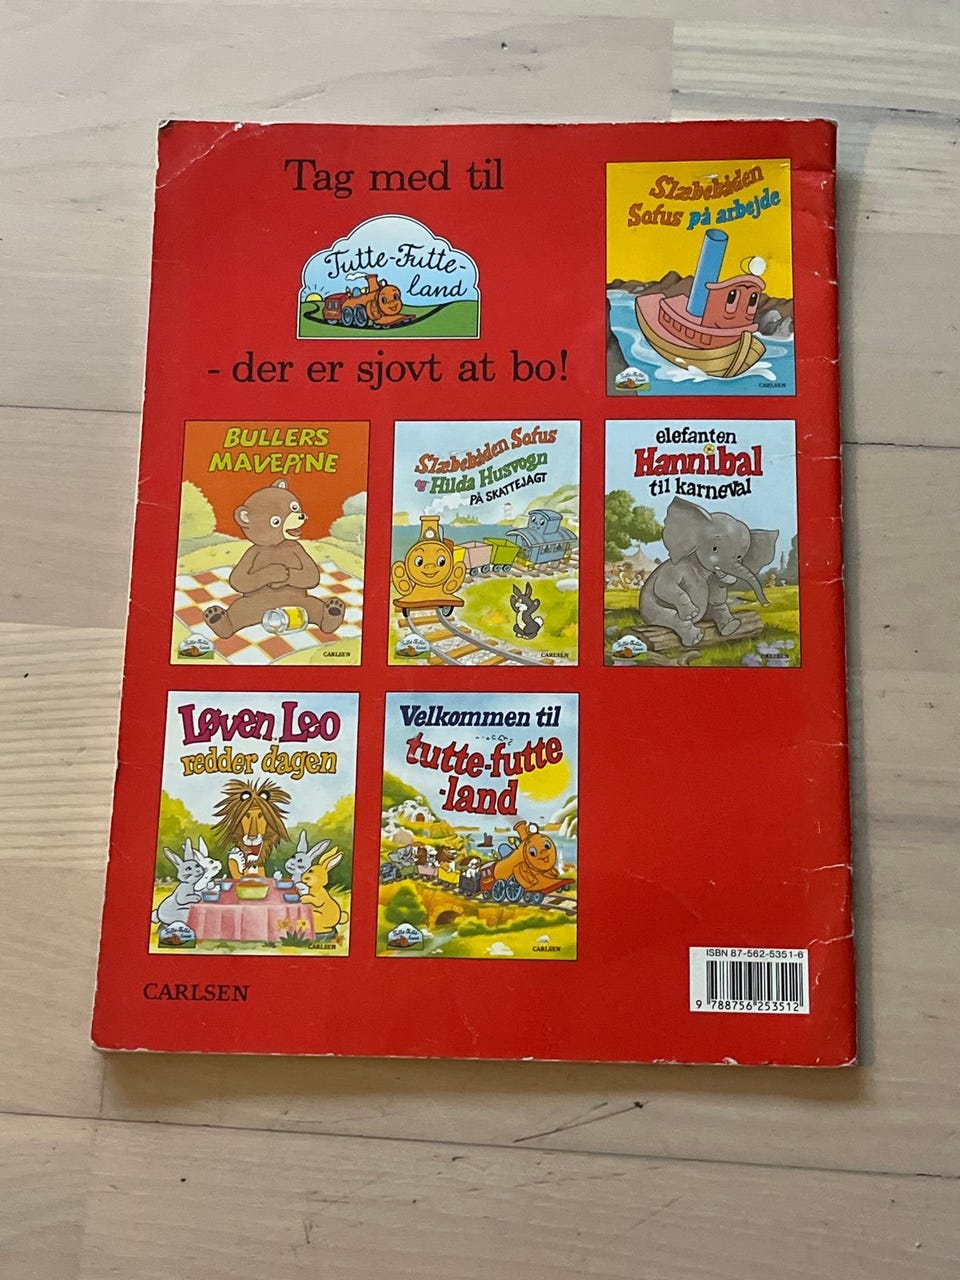 Tag med til
Tutte-Futte-
land
- der er sjovt at bo!
Slæbebåden
Sofus på arbejde
CARLSEN
BULLERS
MAVEPINE
CARLSEN
Slæbebåden Sofus
og Hilda Husvogn
PÅ SKATTEJAGT
CARLSEN
elefanten
Hannibal
til karneval
CARLSEN
Løven Leo
redder dagen
CARLSEN
Velkommen til
tutte-futte
-land
CARLSEN
CARLSEN
ISBN 87-562-5351-6
9 788756 253512